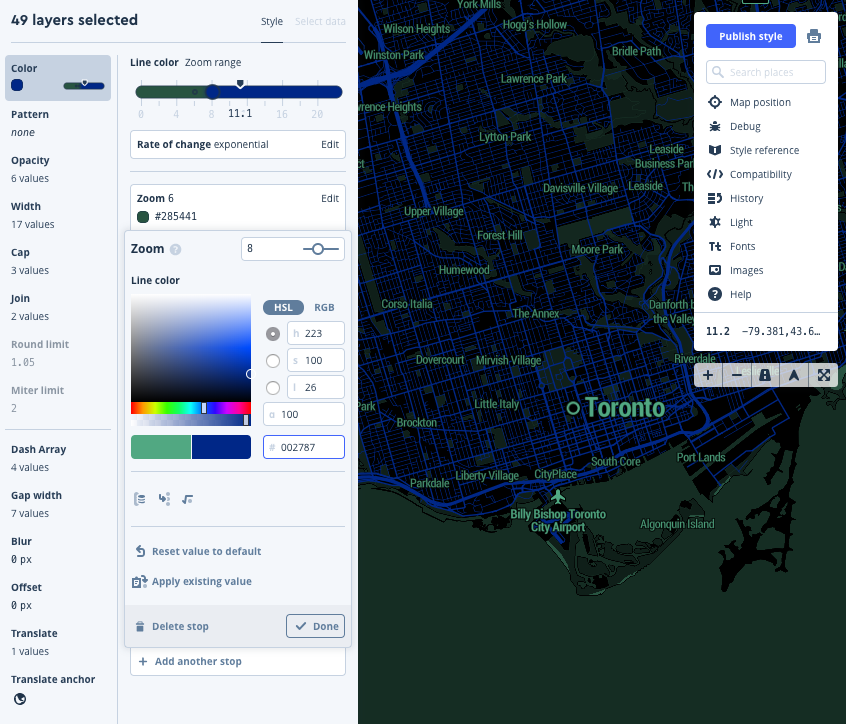 49 layers selected
Style
Select data
Color
Pattern
none
Opacity
6 values
Width
17 values
Cap
3 values
Join
2 values
Round limit
1.05
Miter limit
2
Dash Array
4 values
Gap width
7 values
Blur
0 px
Offset
0 px
Translate
1 values
Translate anchor
Line color Zoom range
0 4 8 11.1 16 20
Rate of change exponential Edit
Zoom 6 Edit
#285441
Zoom ? 8
Line color
HSL RGB
h 223
s 100
l 26
a 100
# 002787
Reset value to default
Apply existing value
Delete stop
Done
+ Add another stop
York Mills
Wilson Heights
Hogg's Hollow
Winston Park
Bridle Path
Lawrence Park
rence Heights
Lytton Park
Leaside
Business Par
Davisville Village
Leaside
Th
Upper Village
Forest Hill
Moore Park
Humewood
Corso Italia
The Annex
Danforth b
the Valley
Dovercourt
Mirvish Village
Riverdale
Park
Little Italy
Toronto
Brockton
South Core
Port Lands
Liberty Village
CityPlace
Parkdale
Billy Bishop Toronto
City Airport
Algonquin Island
Publish style
Search places
Map position
Debug
Style reference
Compatibility
History
Light
Fonts
Images
? Help
11.2 -79.381,43.6…